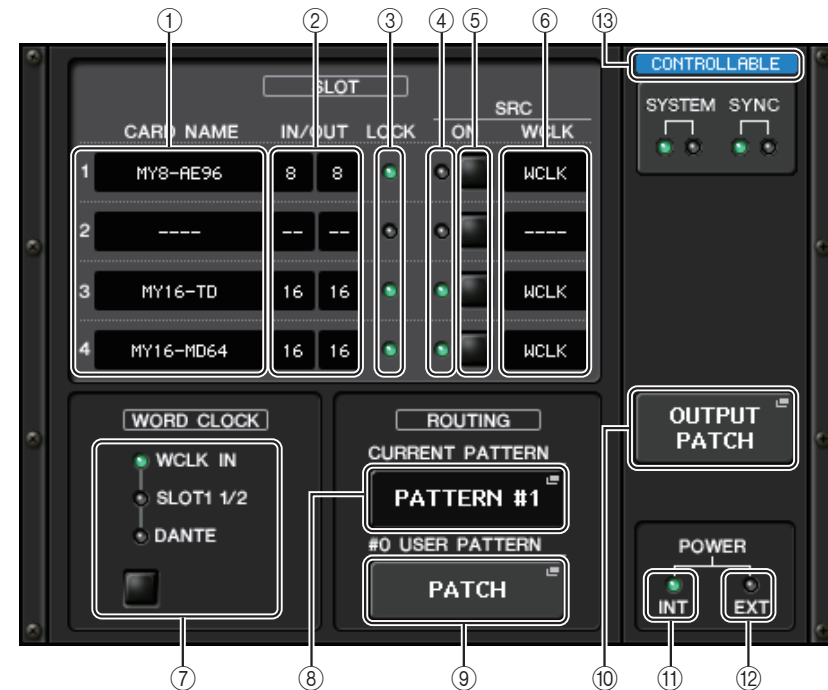 ① ② ③ ④ ⑤ ⑥ ⑬
SLOT
SRC
CARD NAME IN/OUT LOCK ON WCLK
1 MY8-AE96 8 8 WCLK
2 ---- -- -- ----
3 MY16-TD 16 16 WCLK
4 MY16-MD64 16 16 WCLK
CONTROLLABLE
SYSTEM SYNC
WORD CLOCK
WCLK IN
SLOT1 1/2
DANTE
ROUTING
CURRENT PATTERN
PATTERN #1
#0 USER PATTERN
PATCH
OUTPUT
PATCH
POWER
INT EXT
⑦ ⑧ ⑨ ⑩ ⑪ ⑫